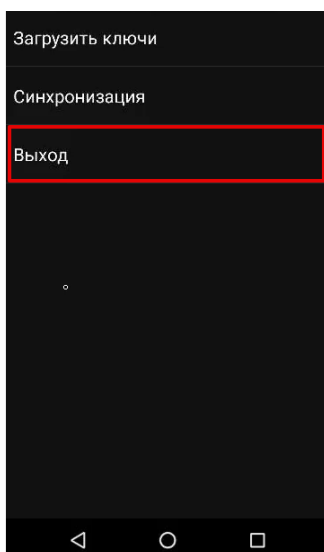 Загрузить ключи
Синхронизация
Выход